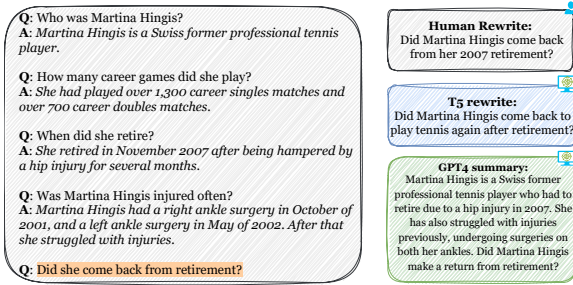 Q: Who was Martina Hingis?
A: Martina Hingis is a Swiss former professional tennis
player.
Q: How many career games did she play?
A: She had played over 1,300 career singles matches and
over 700 career doubles matches.
Q: When did she retire?
A: She retired in November 2007 after being hampered by
a hip injury for several months.
Q: Was Martina Hingis injured often?
A: Martina Hingis had a right ankle surgery in October of
2001, and a left ankle surgery in May of 2002. After that
she struggled with injuries.
Q: Did she come back from retirement?
Human Rewrite:
Did Martina Hingis come back
from her 2007 retirement?
T5 rewrite:
Did Martina Hingis come back to
play tennis again after retirement?
GPT4 summary:
Martina Hingis is a Swiss former
professional tennis player who had to
retire due to a hip injury in 2007. She
has also struggled with injuries
previously, undergoing surgeries on
both her ankles. Did Martina Hingis
make a return from retirement?